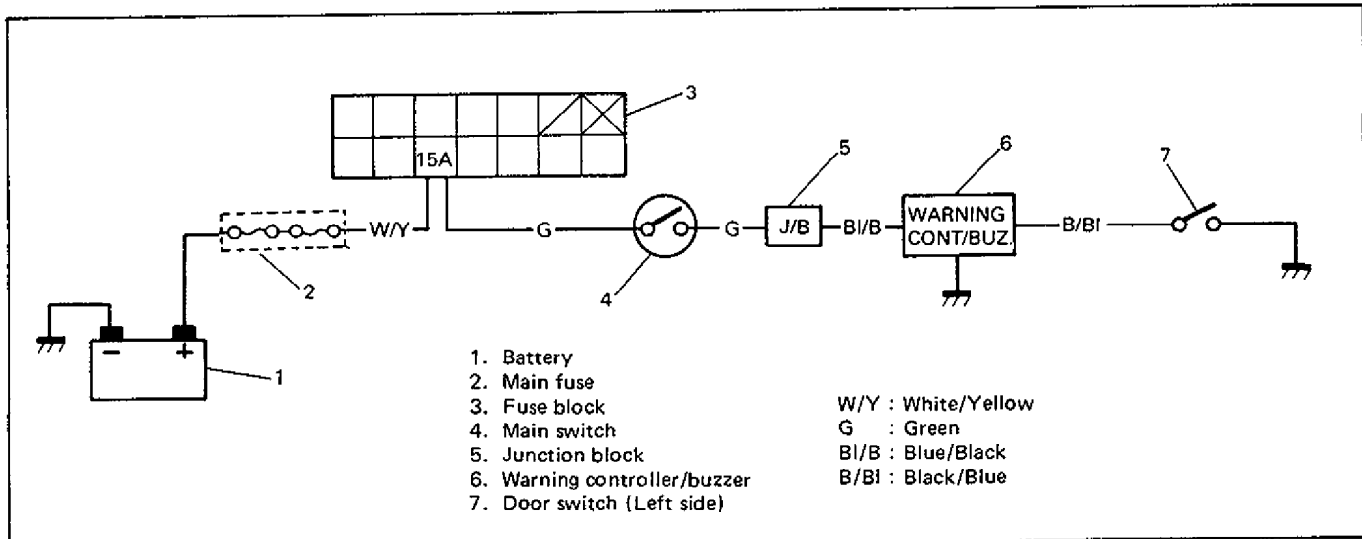 3
15A
5
6
7
W/Y
G
G
J/B
Bl/B
WARNING
CONT/BUZ.
B/Bl
2
4
- +
1
1. Battery
2. Main fuse
3. Fuse block
4. Main switch
5. Junction block
6. Warning controller/buzzer
7. Door switch (Left side)
W/Y : White/Yellow
G : Green
Bl/B : Blue/Black
B/Bl : Black/Blue